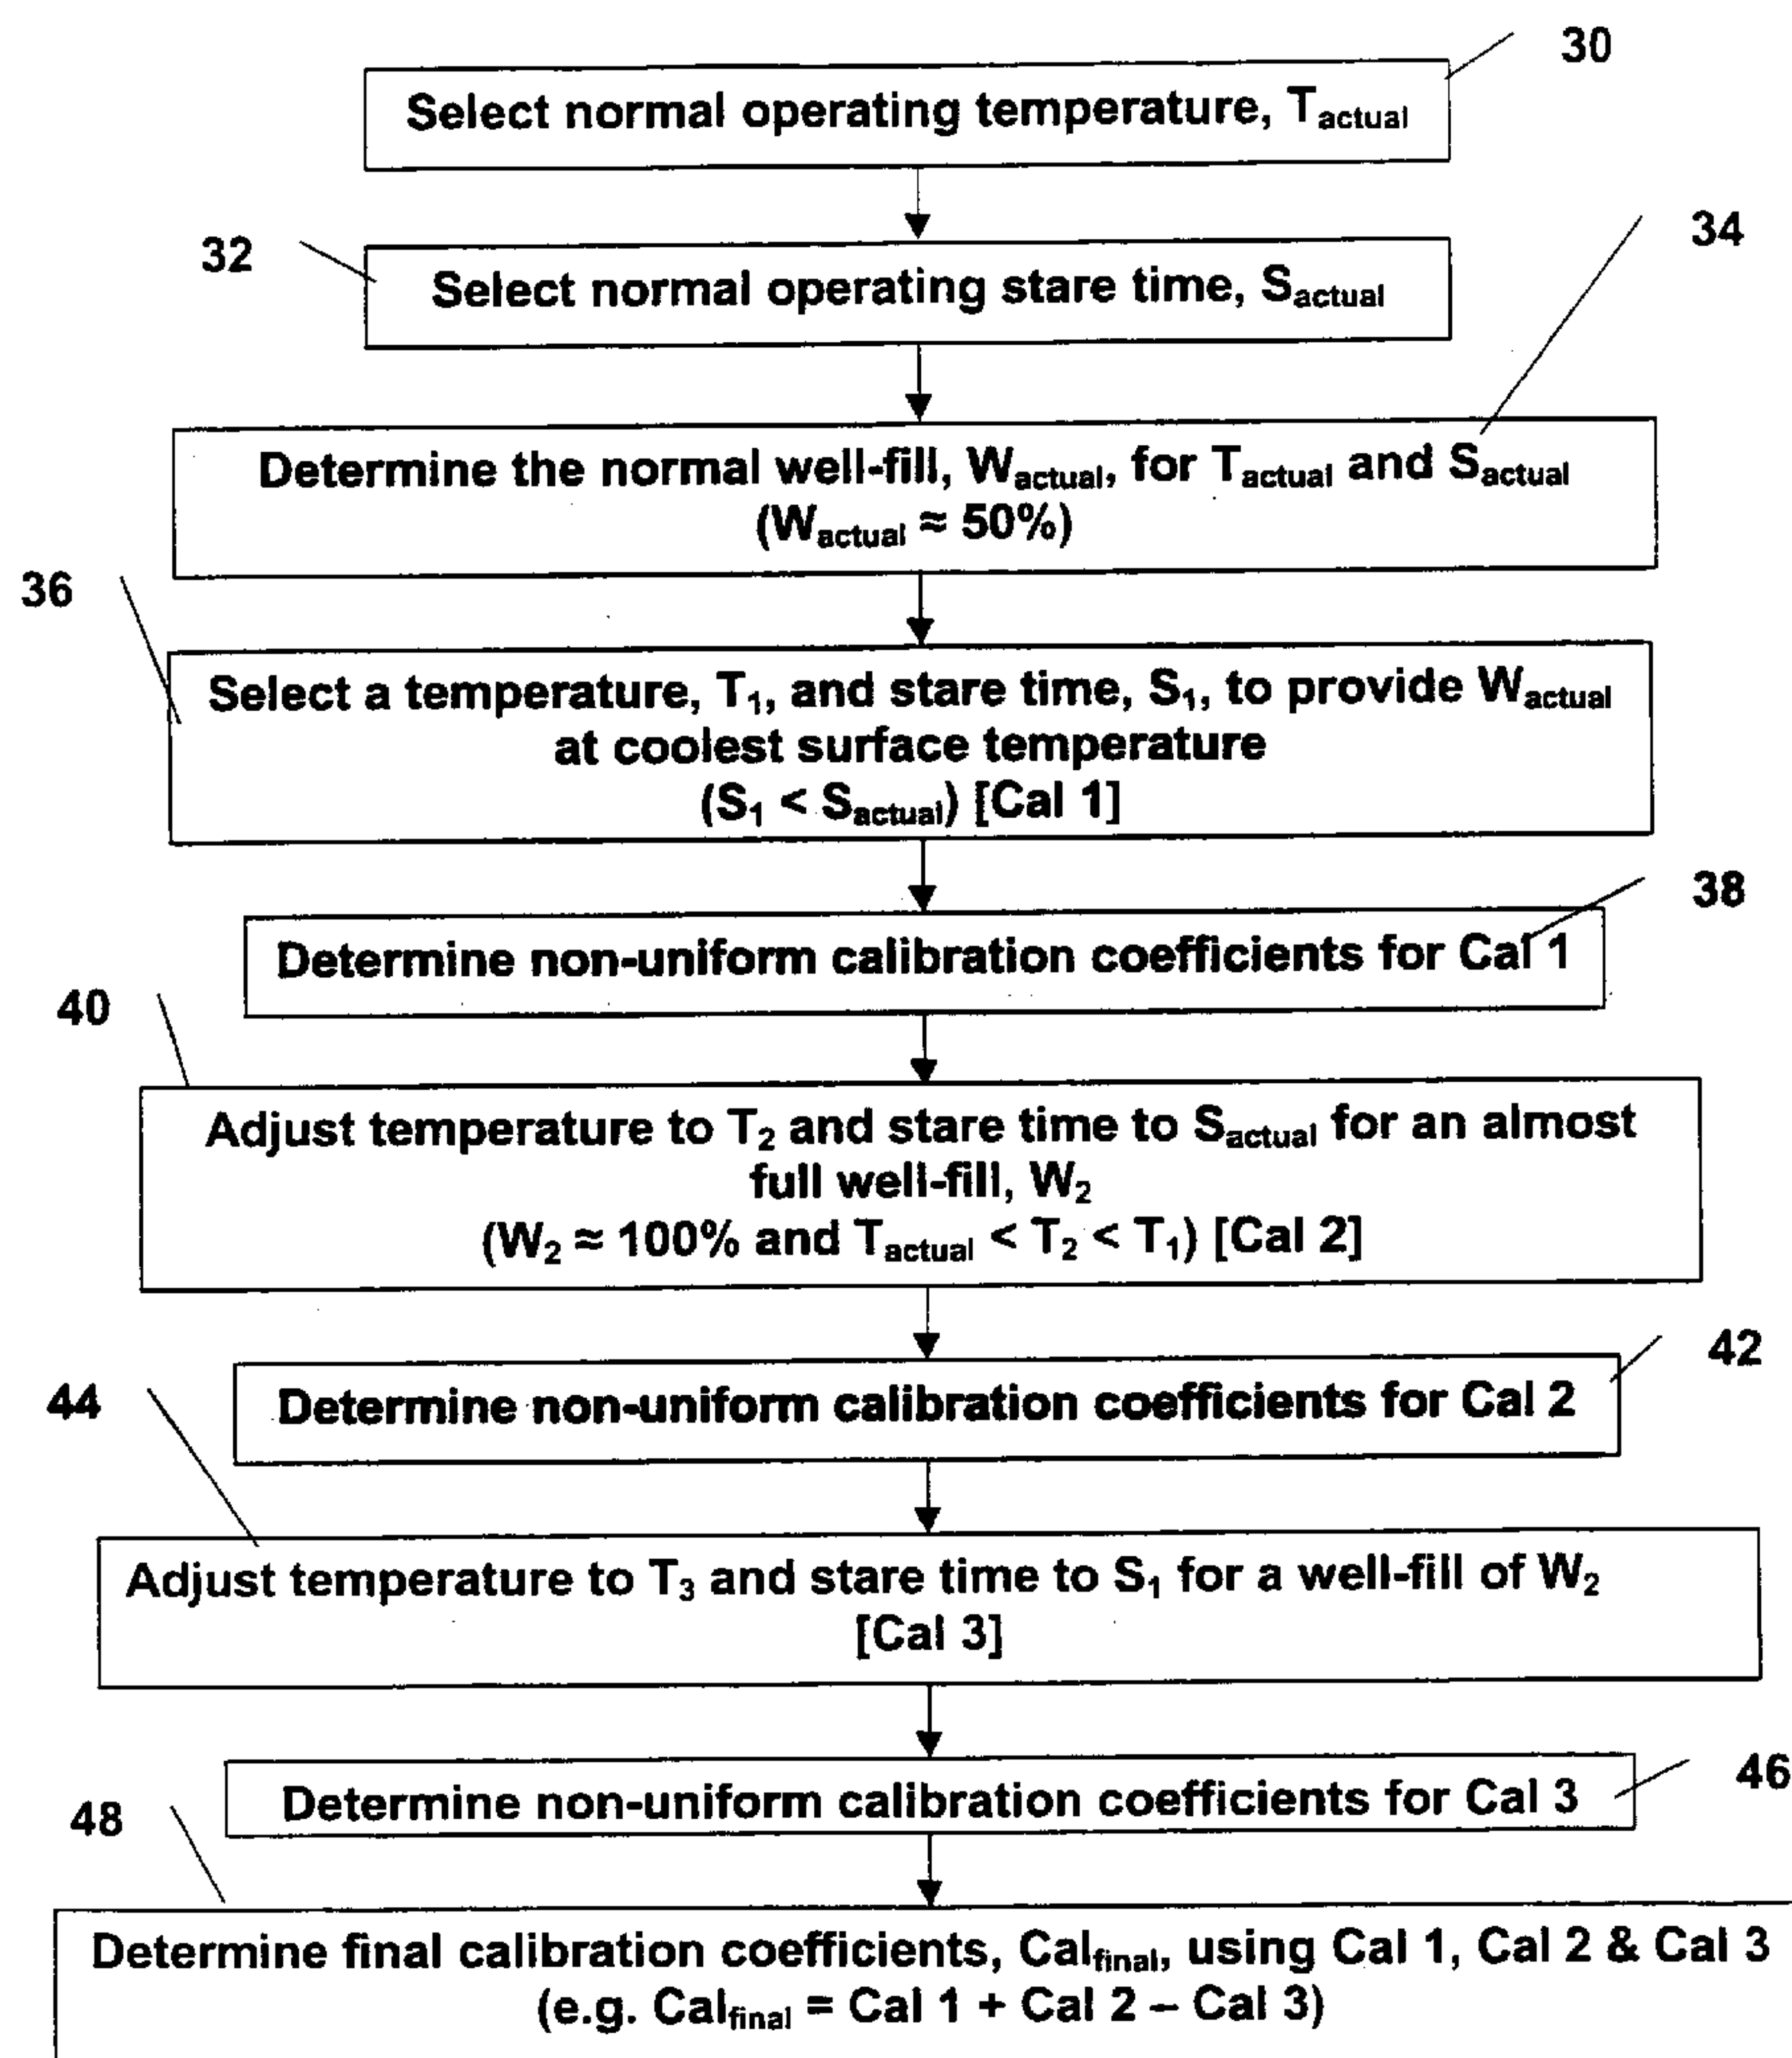 30
Select normal operating temperature, Tactual
32
Select normal operating stare time, Sactual
34
Determine the normal well-fill, Wactual, for Tactual and Sactual
(Wactual ≈ 50%)
36
Select a temperature, T1, and stare time, S1, to provide Wactual
at coolest surface temperature
(S1 < Sactual) [Cal 1]
38
Determine non-uniform calibration coefficients for Cal 1
40
Adjust temperature to T2 and stare time to Sactual for an almost
full well-fill, W2
(W2 ≈ 100% and Tactual < T2 < T1) [Cal 2]
42
Determine non-uniform calibration coefficients for Cal 2
44
Adjust temperature to T3 and stare time to S1 for a well-fill of W2
[Cal 3]
46
Determine non-uniform calibration coefficients for Cal 3
48
Determine final calibration coefficients, Calfinal, using Cal 1, Cal 2 & Cal 3
(e.g. Calfinal = Cal 1 + Cal 2 – Cal 3)